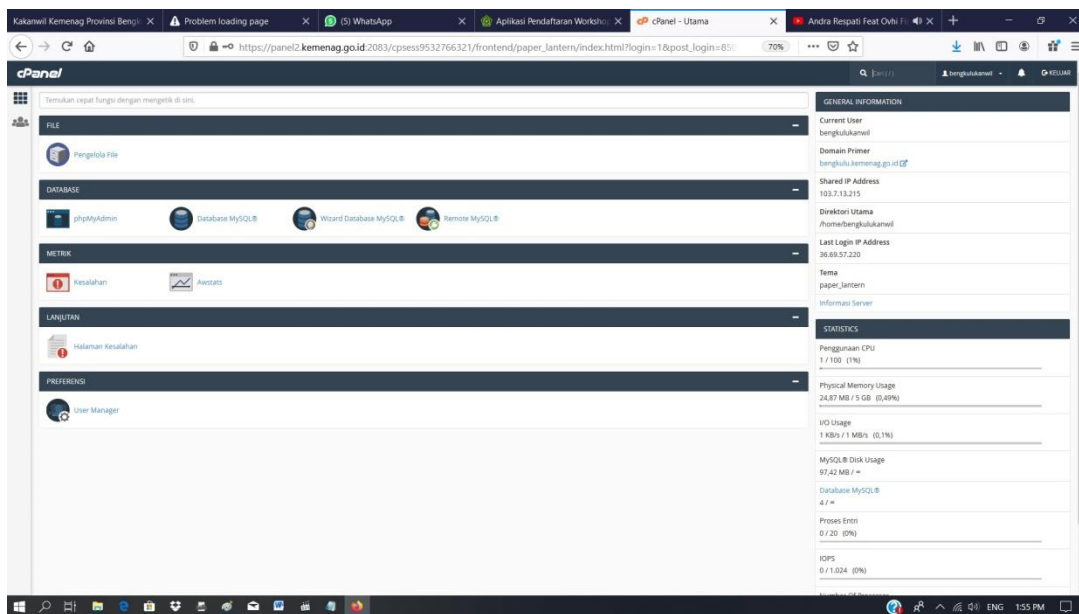 Kakanwil Kemenag Provinsi Bengk
Problem loading page
(5) WhatsApp
Aplikasi Pendaftaran Workshop
cPanel - Utama
Andra Respati Feat Ovhi Fi
https://panel2.kemenag.go.id:2083/cpsess9532766321/frontend/paper_lantern/index.html?login=1&post_login=850
70%
cPanel
bengkulukanwil
KELUAR
Temukan cepat fungsi dengan mengetik di sini.
FILE
Pengelola File
DATABASE
phpMyAdmin
Database MySQL®
Wizard Database MySQL®
Remote MySQL®
METRIK
Kesalahan
Awstats
LANJUTAN
Halaman Kesalahan
PREFERENSI
User Manager
GENERAL INFORMATION
Current User
bengkulukanwil
Domain Primer
bengkulu.kemenag.go.id
Shared IP Address
103.7.13.215
Direktori Utama
/home/bengkulukanwil
Last Login IP Address
36.69.57.220
Tema
paper_lantern
Informasi Server
STATISTICS
Penggunaan CPU
1 / 100 (1%)
Physical Memory Usage
24,87 MB / 5 GB (0,49%)
I/O Usage
1 KB/s / 1 MB/s (0,1%)
MySQL® Disk Usage
97,42 MB / ∞
Database MySQL®
4 / ∞
Proses Entri
0 / 20 (0%)
IOPS
0 / 1.024 (0%)
ENG
1:55 PM